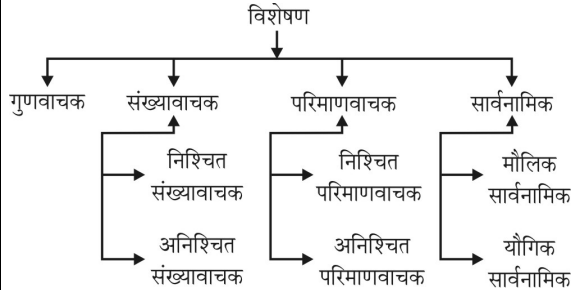 विशेषण
गुणवाचक संख्यावाचक परिमाणवाचक सार्वनामिक
निश्चित
संख्यावाचक
निश्चित
परिमाणवाचक
मौलिक
सार्वनामिक
अनिश्चित
संख्यावाचक
अनिश्चित
परिमाणवाचक
यौगिक
सार्वनामिक